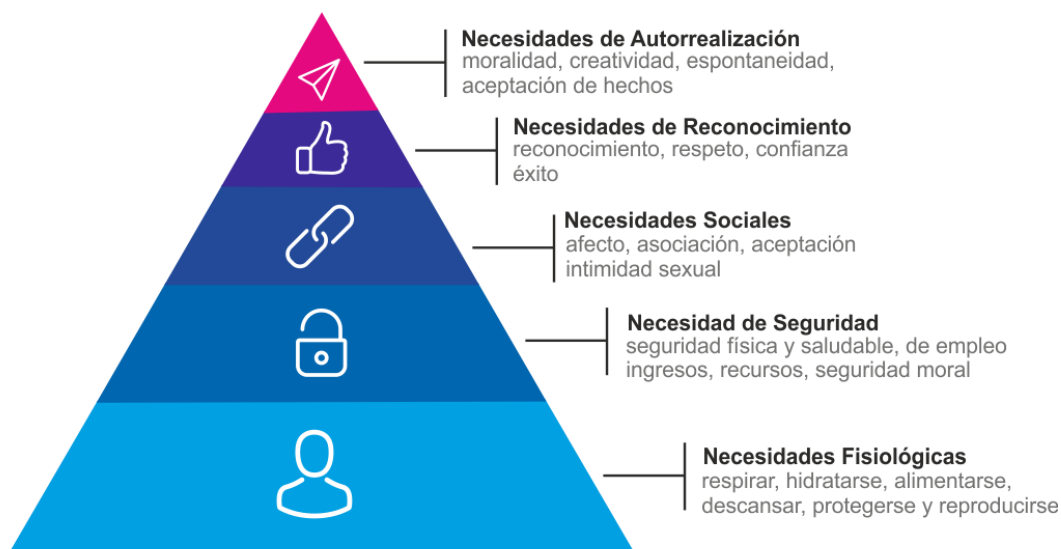 Necesidades de Autorrealización
moralidad, creatividad, espontaneidad,
aceptación de hechos
Necesidades de Reconocimiento
reconocimiento, respeto, confianza
éxito
Necesidades Sociales
afecto, asociación, aceptación
intimidad sexual
Necesidad de Seguridad
seguridad física y saludable, de empleo
ingresos, recursos, seguridad moral
Necesidades Fisiológicas
respirar, hidratarse, alimentarse,
descansar, protegerse y reproducirse